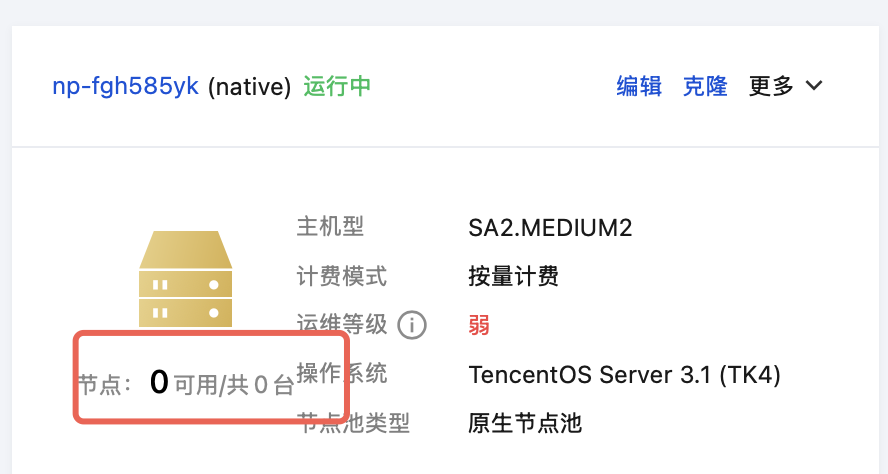 np-fgh585yk (native) 运行中 编辑 克隆 更多
主机型 SA2.MEDIUM2
计费模式 按量计费
运维等级 弱
节点：0可用/共0台
操作系统 TencentOS Server 3.1 (TK4)
节点池类型 原生节点池